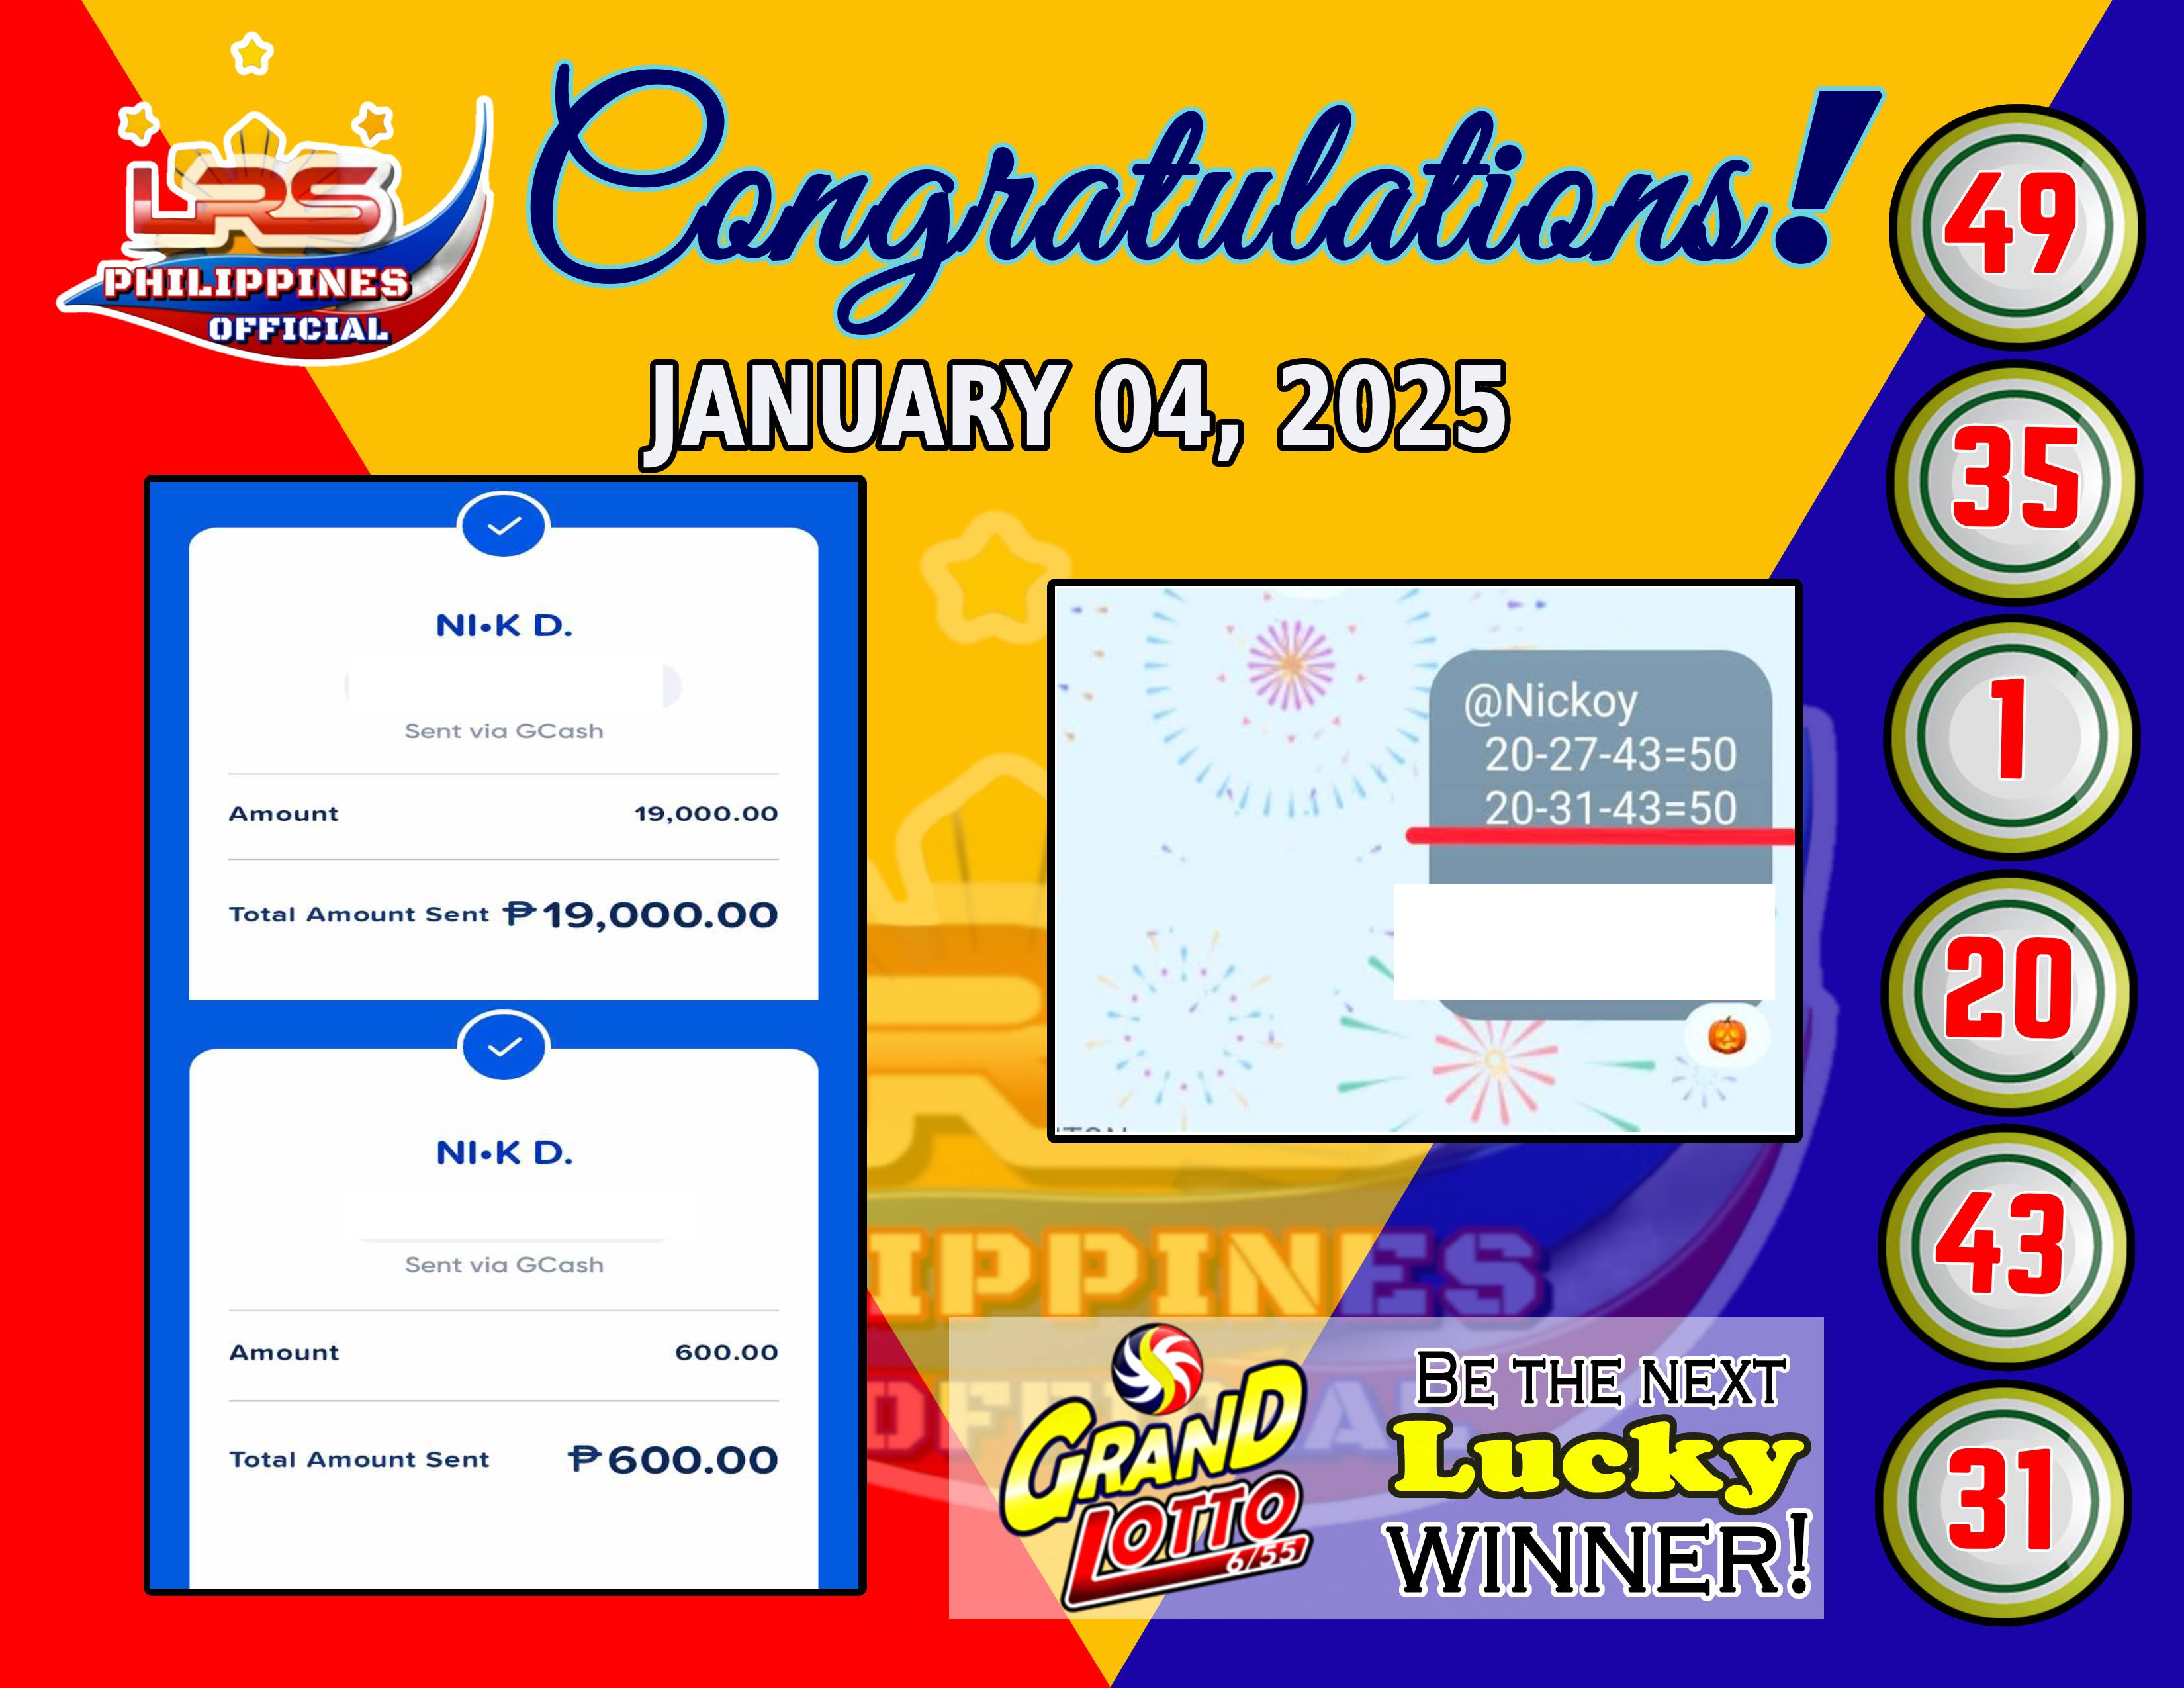 LRS
PHILIPPINES
OFFICIAL
Congratulations!
JANUARY 04, 2025
NI•K D.
Sent via GCash
Amount 19,000.00
Total Amount Sent ₱19,000.00
NI•K D.
Sent via GCash
Amount 600.00
Total Amount Sent ₱600.00
@Nickoy
20-27-43=50
20-31-43=50
49
35
1
20
43
31
GRAND
LOTTO
6/55
BE THE NEXT
Lucky
WINNER!